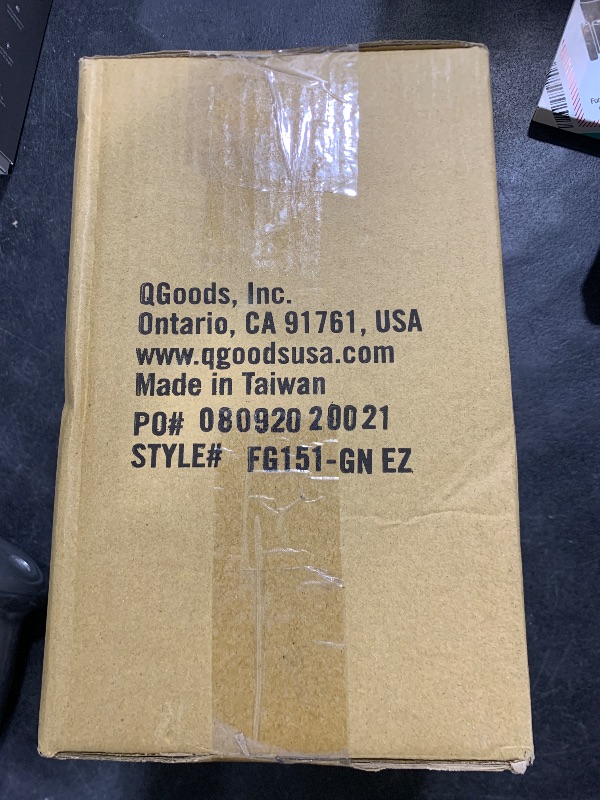 QGoods, Inc.
Ontario, CA 91761, USA
www.qgoodsusa.com
Made in Taiwan
PO# 080920 20021
STYLE# FG151-GN EZ